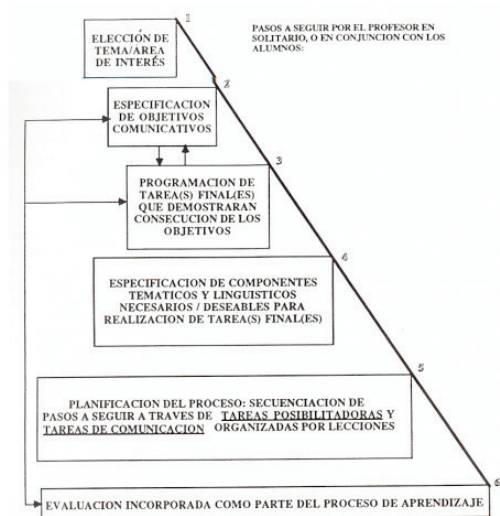 1
PASOS A SEGUIR POR EL PROFESOR EN
SOLITARIO, O EN CONJUNCION CON LOS
ALUMNOS:
ELECCIÓN DE
TEMA/ÁREA
DE INTERÉS
2
ESPECIFICACION
DE OBJETIVOS
COMUNICATIVOS
3
PROGRAMACION DE
TAREA(S) FINAL(ES)
QUE DEMOSTRARAN
CONSECUCION DE LOS
OBJETIVOS
4
ESPECIFICACION DE COMPONENTES
TEMATICOS Y LINGUISTICOS
NECESARIOS / DESEABLES PARA
REALIZACION DE TAREA(S) FINAL(ES)
5
PLANIFICACION DEL PROCESO: SECUENCIACION DE
PASOS A SEGUIR A TRAVES DE TAREAS POSIBILITADORAS Y
TAREAS DE COMUNICACION ORGANIZADAS POR LECCIONES
6
EVALUACION INCORPORADA COMO PARTE DEL PROCESO DE APRENDIZAJE